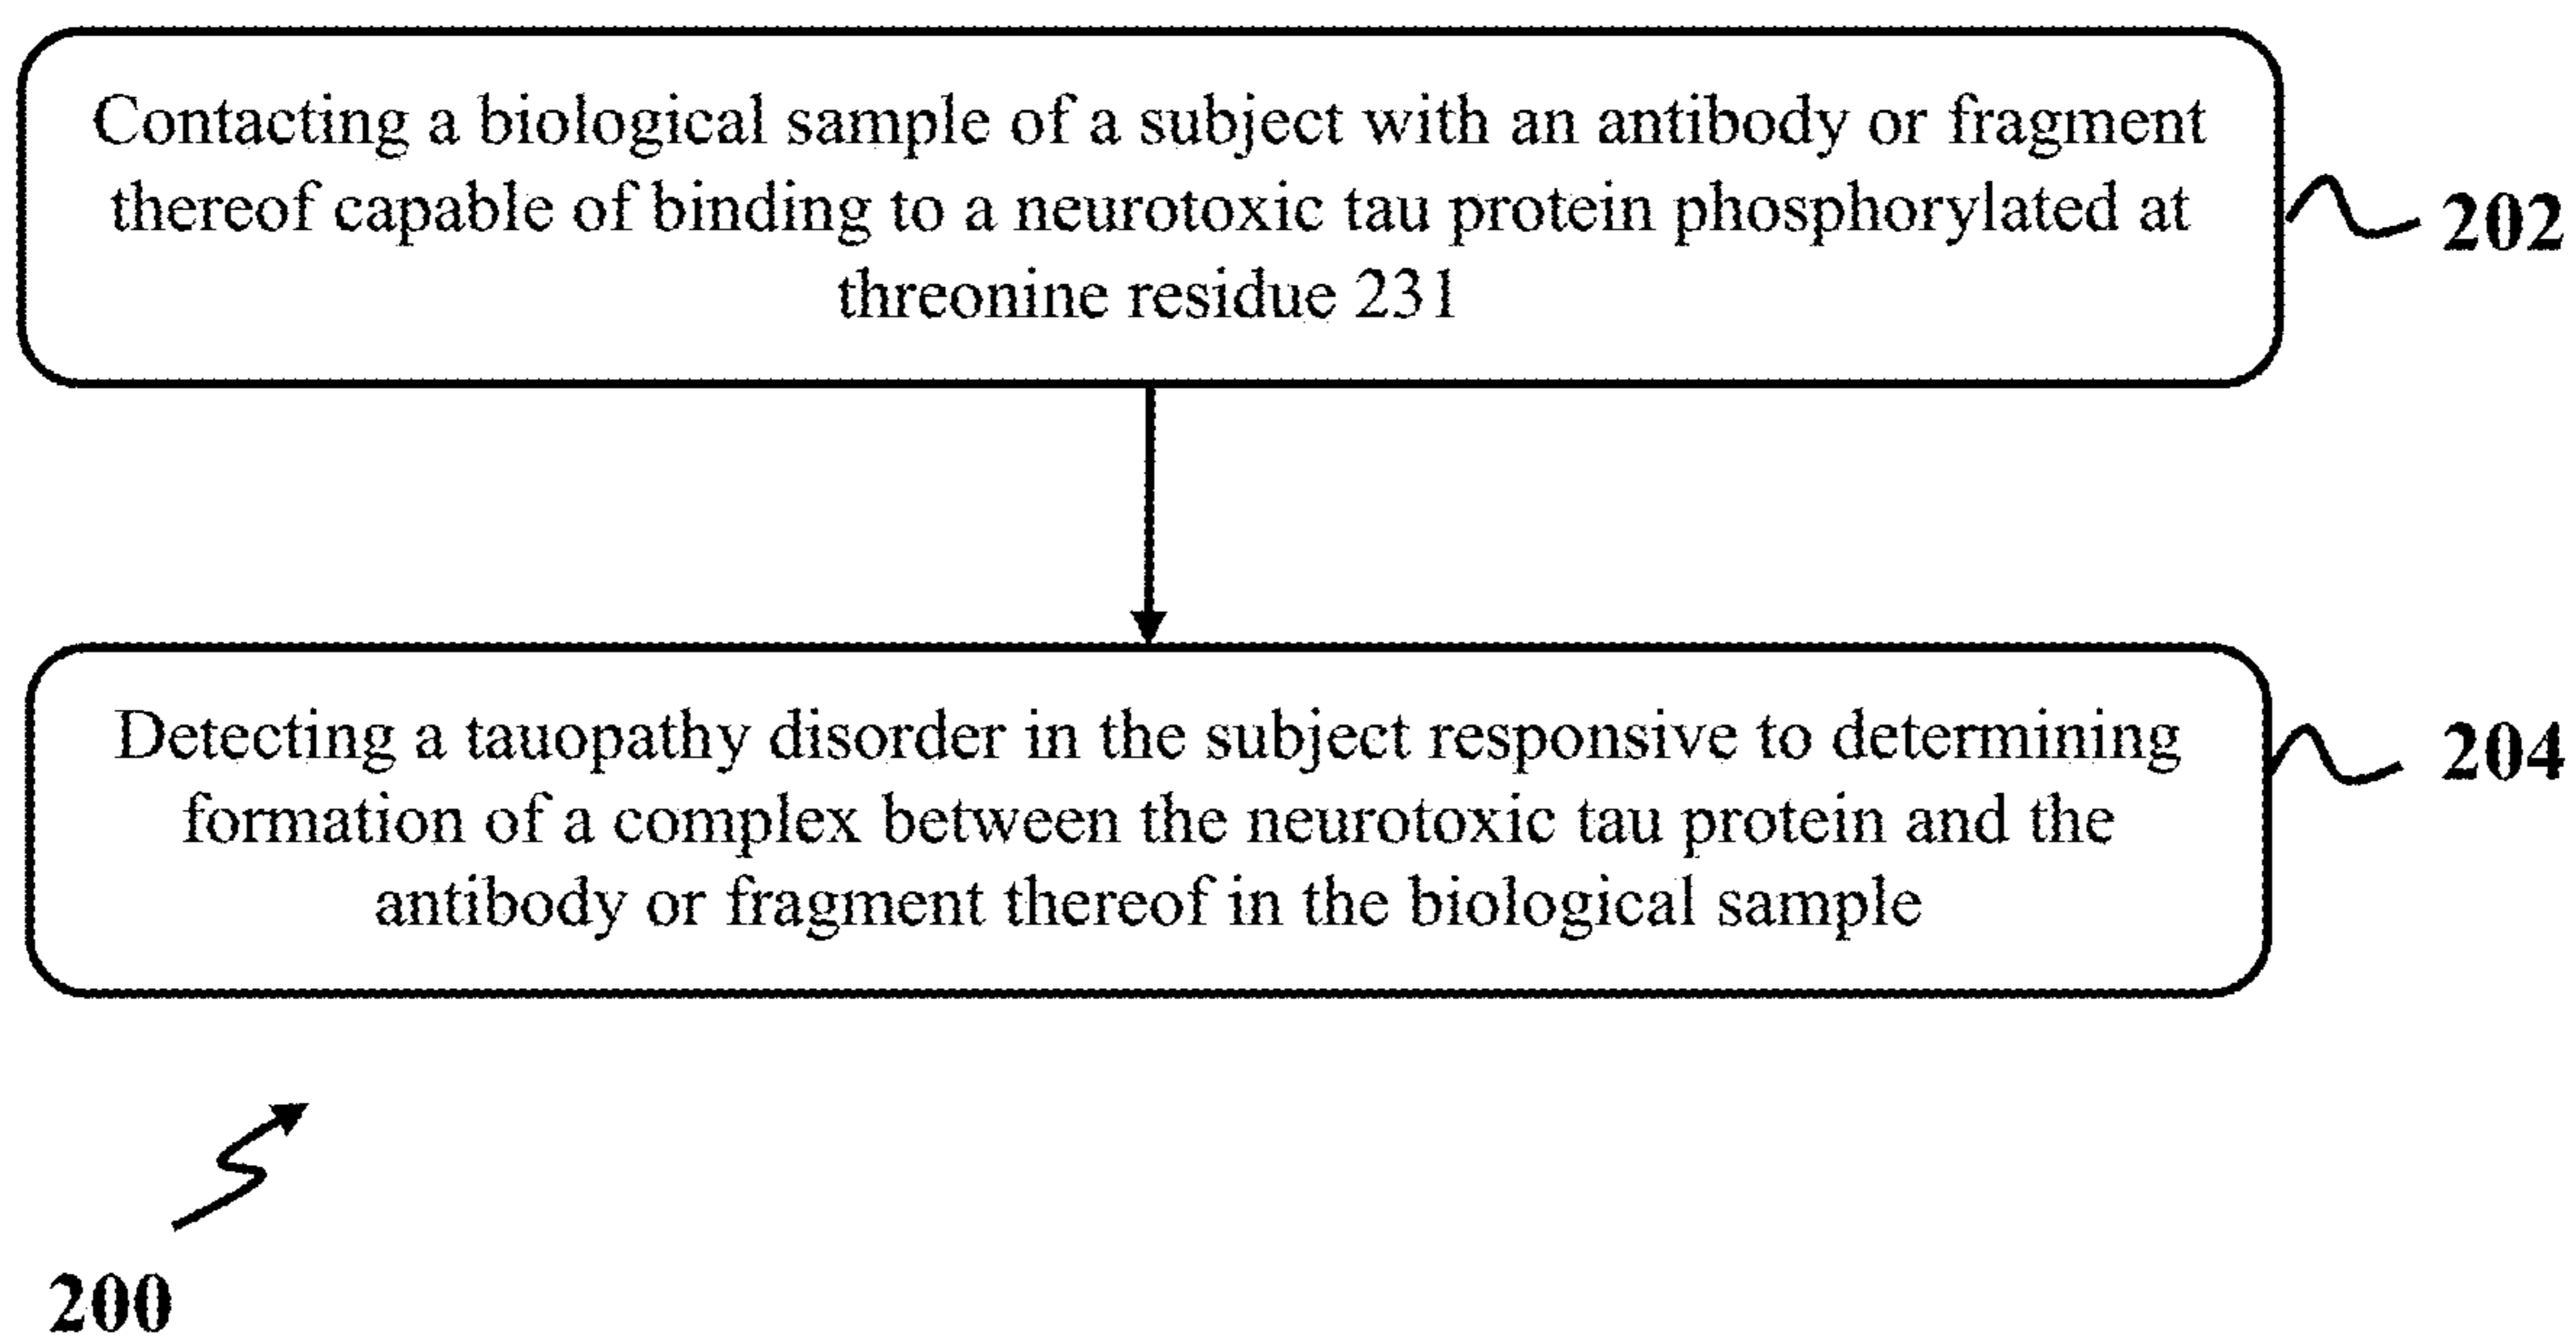 Contacting a biological sample of a subject with an antibody or fragment
thereof capable of binding to a neurotoxic tau protein phosphorylated at
threonine residue 231
202
Detecting a tauopathy disorder in the subject responsive to determining
formation of a complex between the neurotoxic tau protein and the
antibody or fragment thereof in the biological sample
204
200